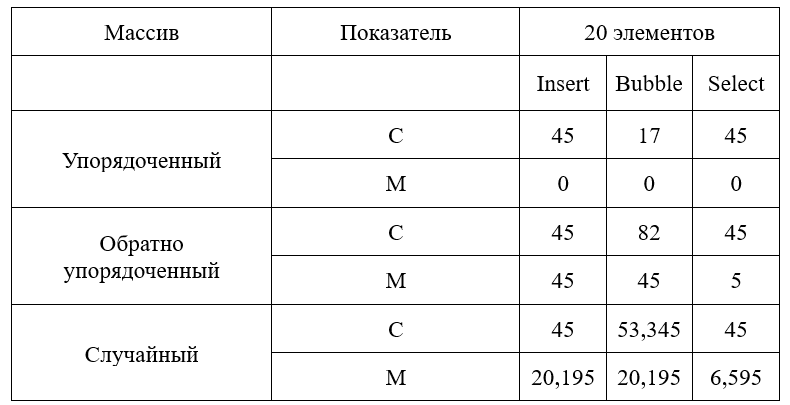 Массив Показатель 20 элементов
Insert Bubble Select
Упорядоченный C 45 17 45
М 0 0 0
Обратно
упорядоченный
C 45 82 45
М 45 45 5
Случайный C 45 53,345 45
М 20,195 20,195 6,595